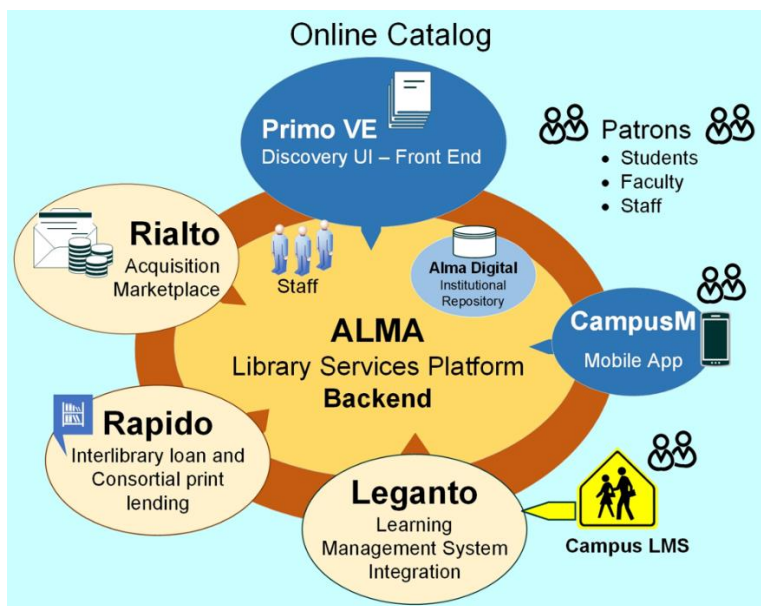 Online Catalog
Primo VE
Discovery UI – Front End
Patrons
• Students
• Faculty
• Staff
Rialto
Acquisition
Marketplace
Staff
Alma Digital
Institutional
Repository
ALMA
Library Services Platform
Backend
CampusM
Mobile App
Rapido
Interlibrary loan and
Consortial print
lending
Leganto
Learning
Management System
Integration
Campus LMS